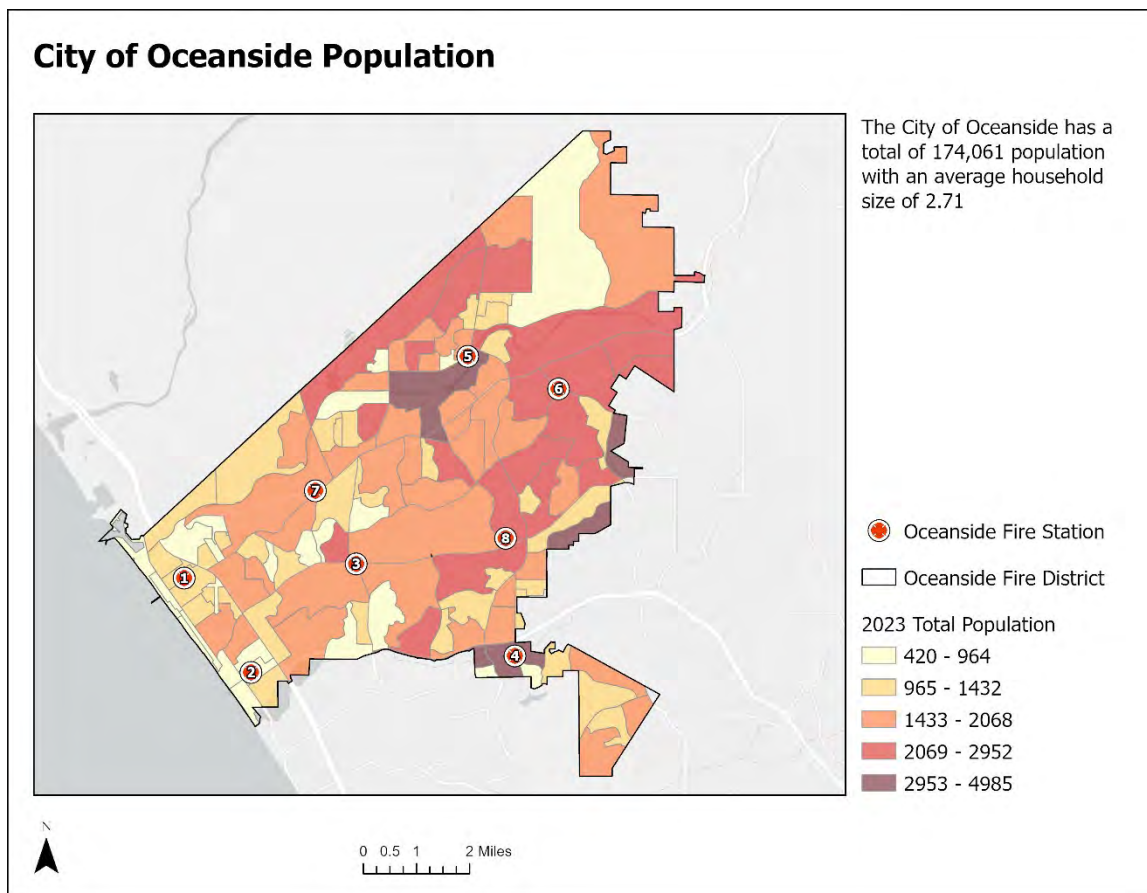 City of Oceanside Population
The City of Oceanside has a
total of 174,061 population
with an average household
size of 2.71
5
6
7
8
3
1
4
2
Oceanside Fire Station
Oceanside Fire District
2023 Total Population
420 - 964
965 - 1432
1433 - 2068
2069 - 2952
2953 - 4985
N
0 0.5 1 2 Miles